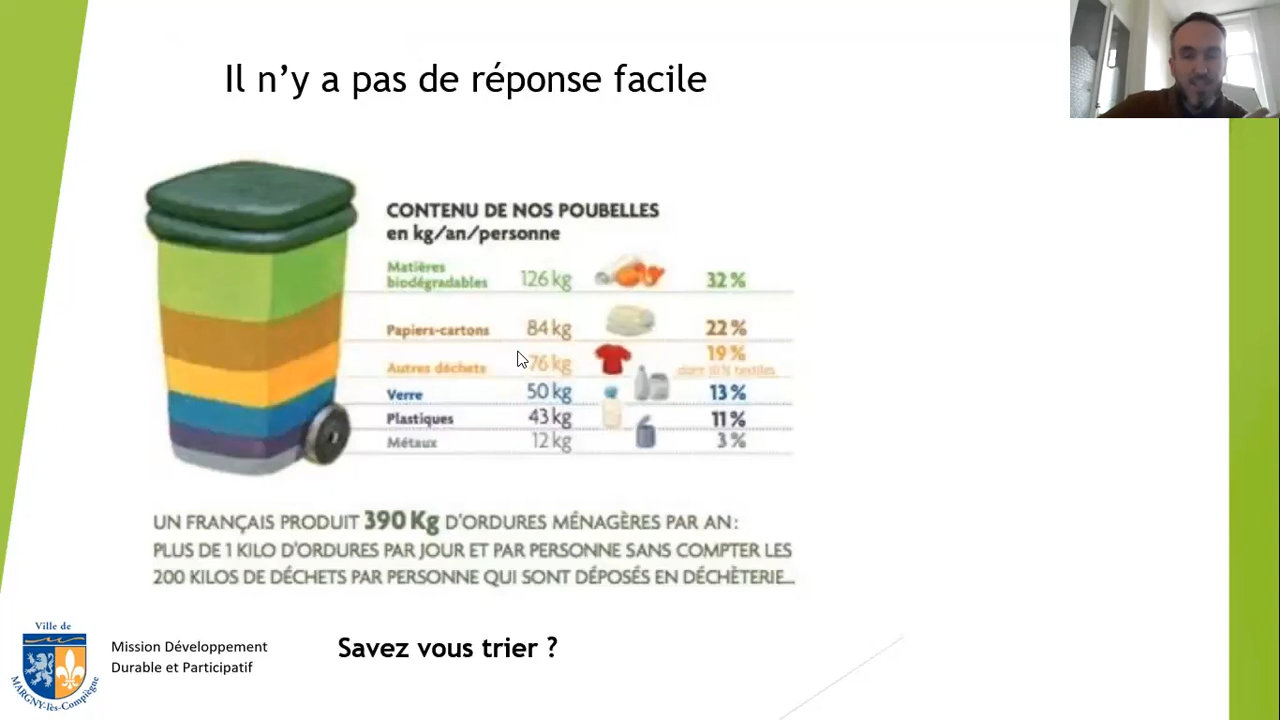 Il n'y a pas de réponse facile
CONTENU DE NOS POUBELLES
en kg/an/personne
Matières
biodégradables 126 kg 32 %
Papiers-cartons 84 kg 22 %
Autres déchets 76 kg 19 %
dont 10 % textiles
Verre 50 kg 13 %
Plastiques 43 kg 11 %
Métaux 12 kg 3 %
UN FRANÇAIS PRODUIT 390 Kg D'ORDURES MÉNAGÈRES PAR AN :
PLUS DE 1 KILO D'ORDURES PAR JOUR ET PAR PERSONNE SANS COMPTER LES
200 KILOS DE DÉCHETS PAR PERSONNE QUI SONT DÉPOSÉS EN DÉCHÈTERIE...
Ville de
MARGNY-lès-Compiègne
Mission Développement
Durable et Participatif
Savez vous trier ?